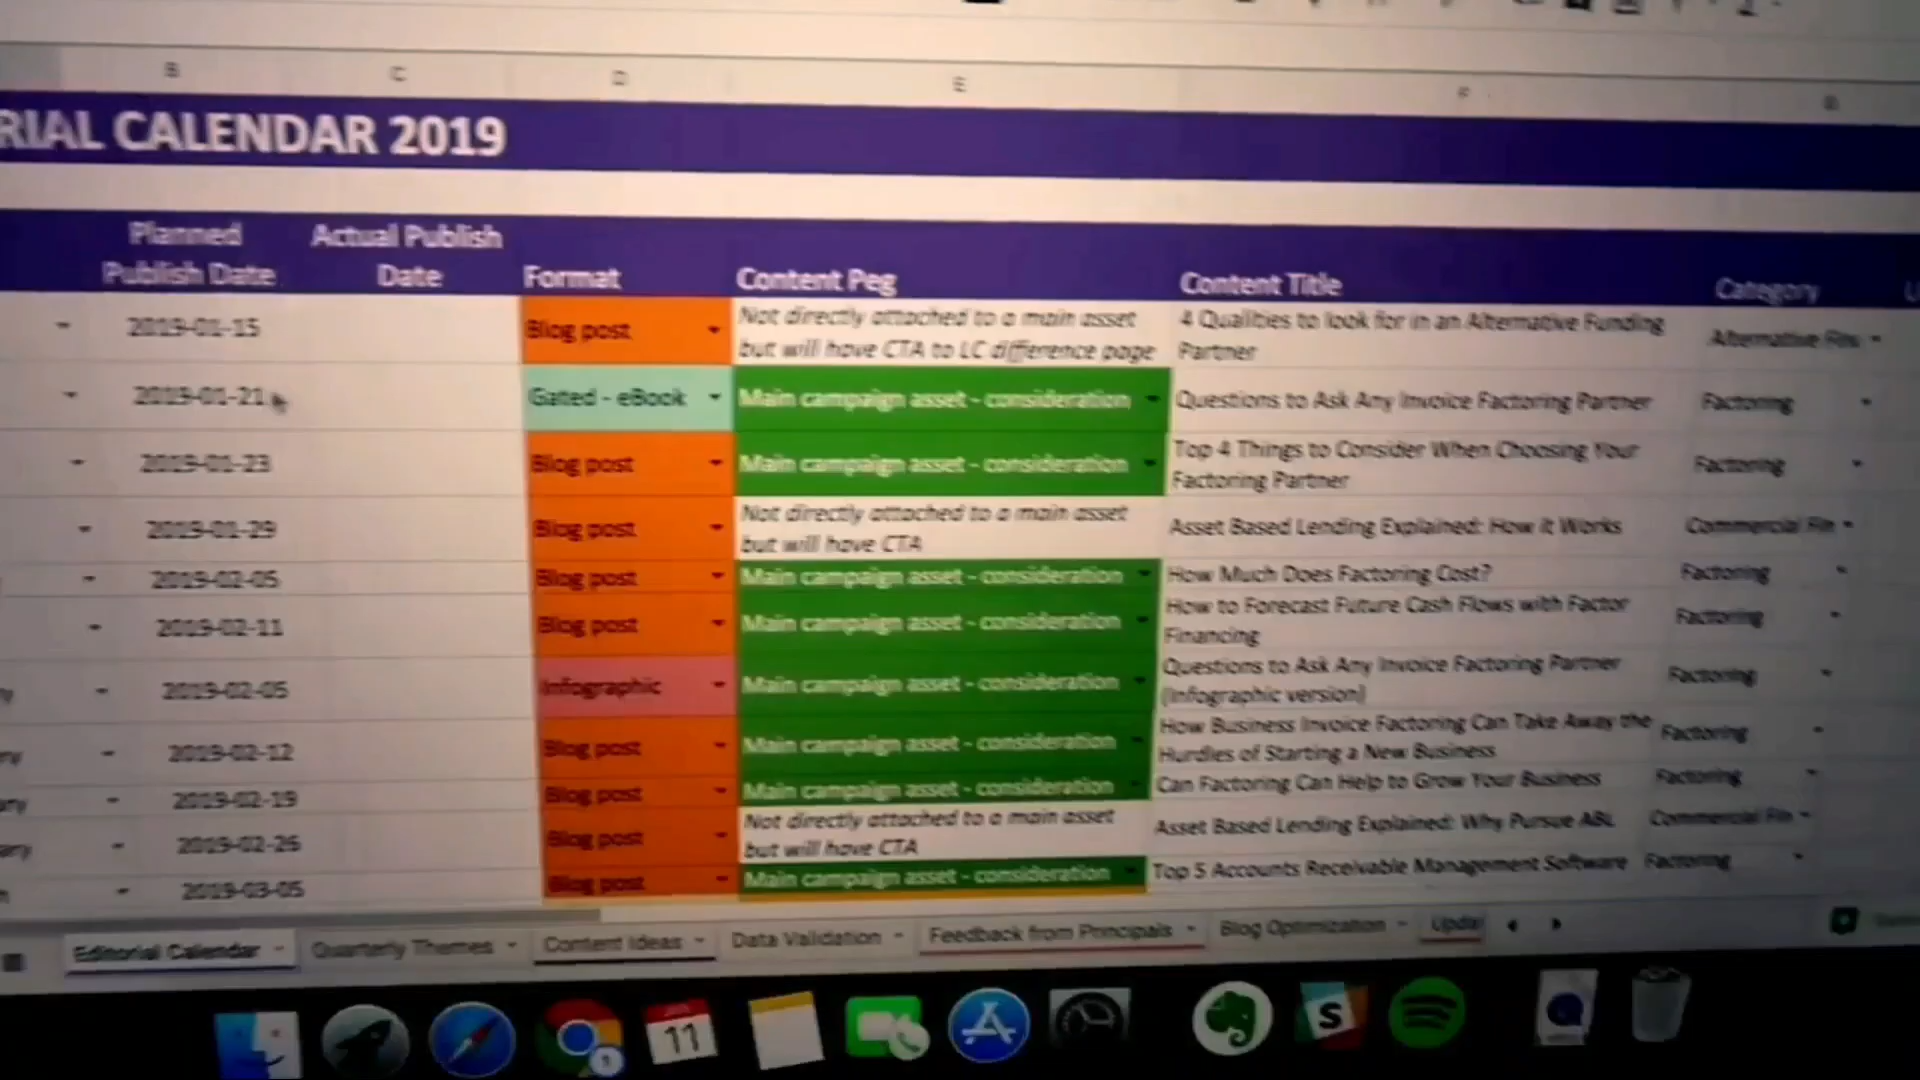 B C D E F G
RIAL CALENDAR 2019
Planned Actual Publish
Publish Date Date Format Content Peg Content Title Category
2019-01-15 Blog post Not directly attached to a main asset 4 Qualities to look for in an Alternative Funding Alternative Fin
but will have CTA to LC difference page Partner
2019-01-21 Gated - eBook Main campaign asset - consideration Questions to Ask Any Invoice Factoring Partner Factoring
2019-01-23 Blog post Main campaign asset - consideration Top 4 Things to Consider When Choosing Your Factoring
Factoring Partner
2019-01-29 Blog post Not directly attached to a main asset Asset Based Lending Explained: How it Works Commercial Fin
but will have CTA
2019-02-05 Blog post Main campaign asset - consideration How Much Does Factoring Cost? Factoring
2019-02-11 Blog post Main campaign asset - consideration How to Forecast Future Cash Flows with Factor Factoring
Financing
2019-02-05 Infographic Main campaign asset - consideration Questions to Ask Any Invoice Factoring Partner Factoring
(Infographic version)
2019-02-12 Blog post Main campaign asset - consideration How Business Invoice Factoring Can Take Away the Factoring
Hurdles of Starting a New Business
2019-02-19 Blog post Main campaign asset - consideration Can Factoring Can Help to Grow Your Business Factoring
2019-02-26 Blog post Not directly attached to a main asset Asset Based Lending Explained: Why Pursue ABL Commercial Fin
but will have CTA
2019-03-05 Blog post Main campaign asset - consideration Top 5 Accounts Receivable Management Software Factoring
Editorial Calendar Quarterly Themes Content Ideas Data Validation Feedback from Principals Blog Optimization Updat
11